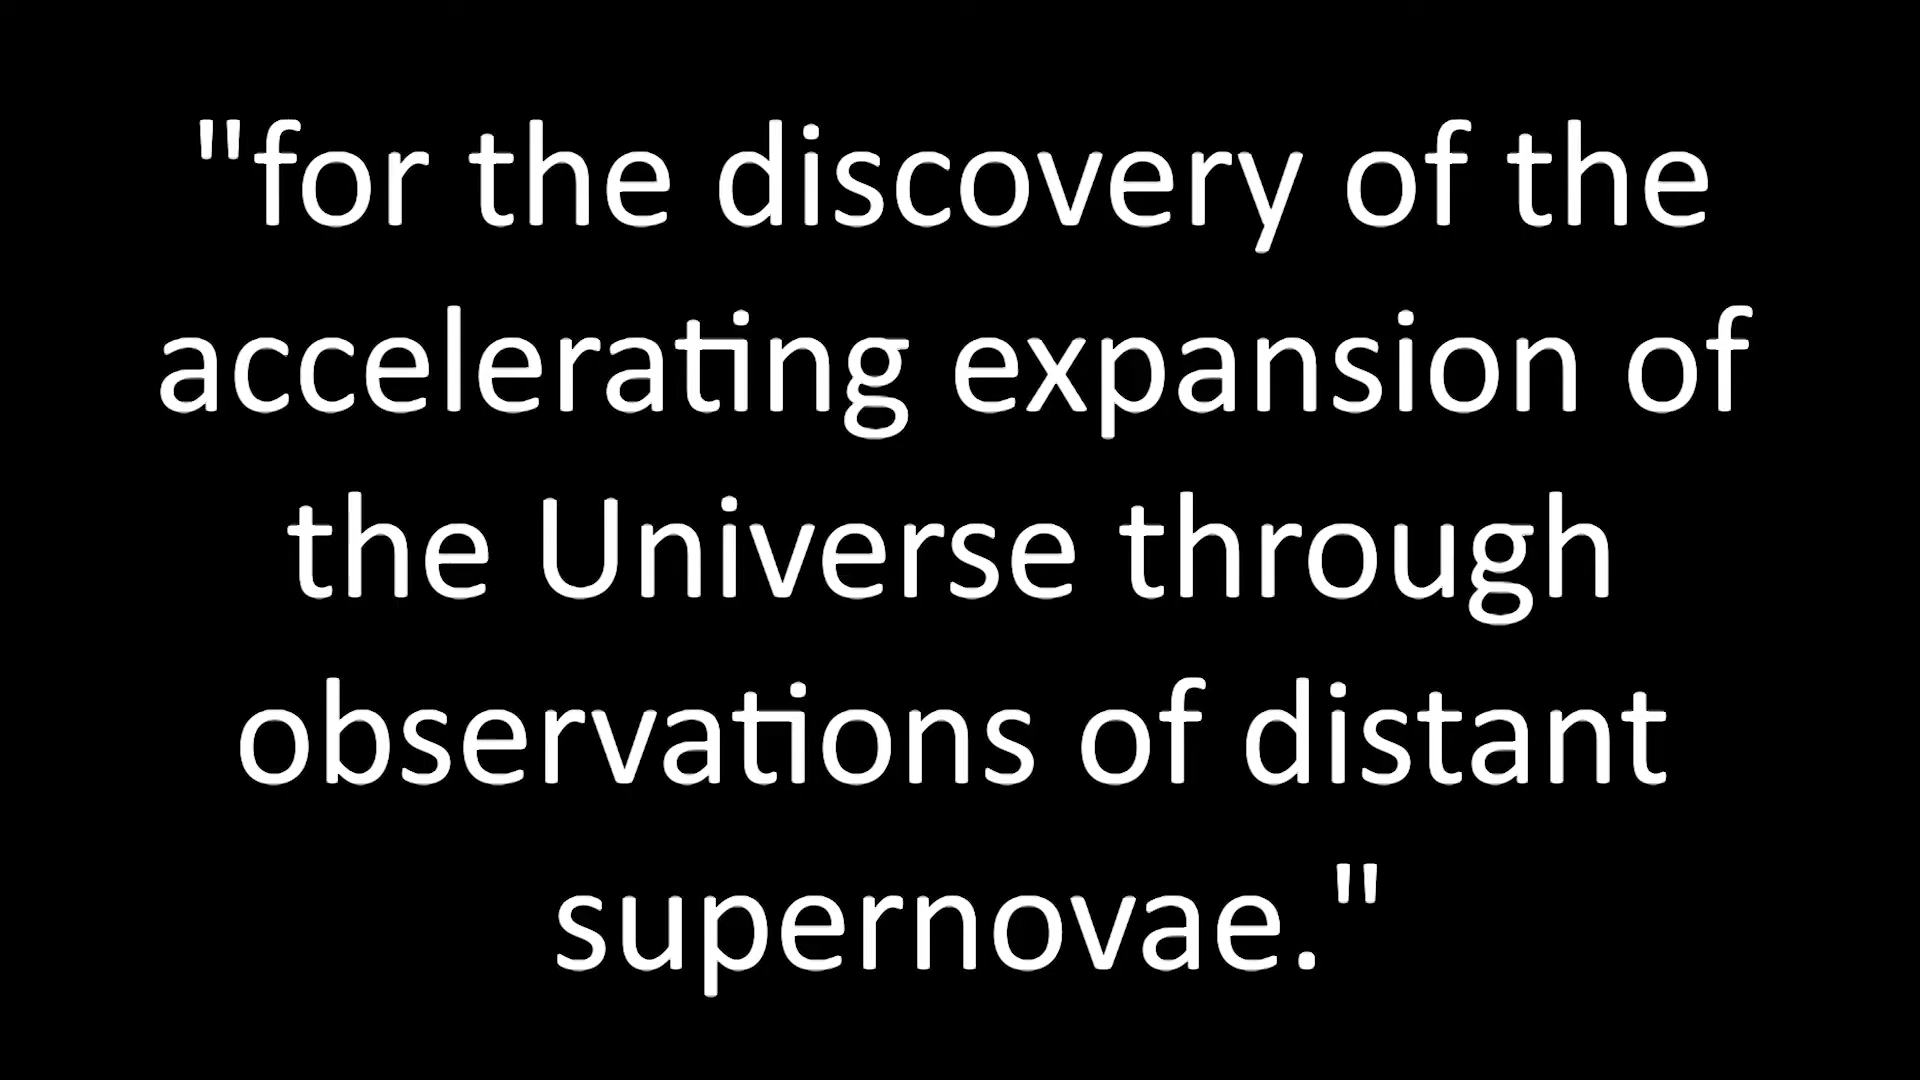 "for the discovery of the
accelerating expansion of
the Universe through
observations of distant
supernovae."